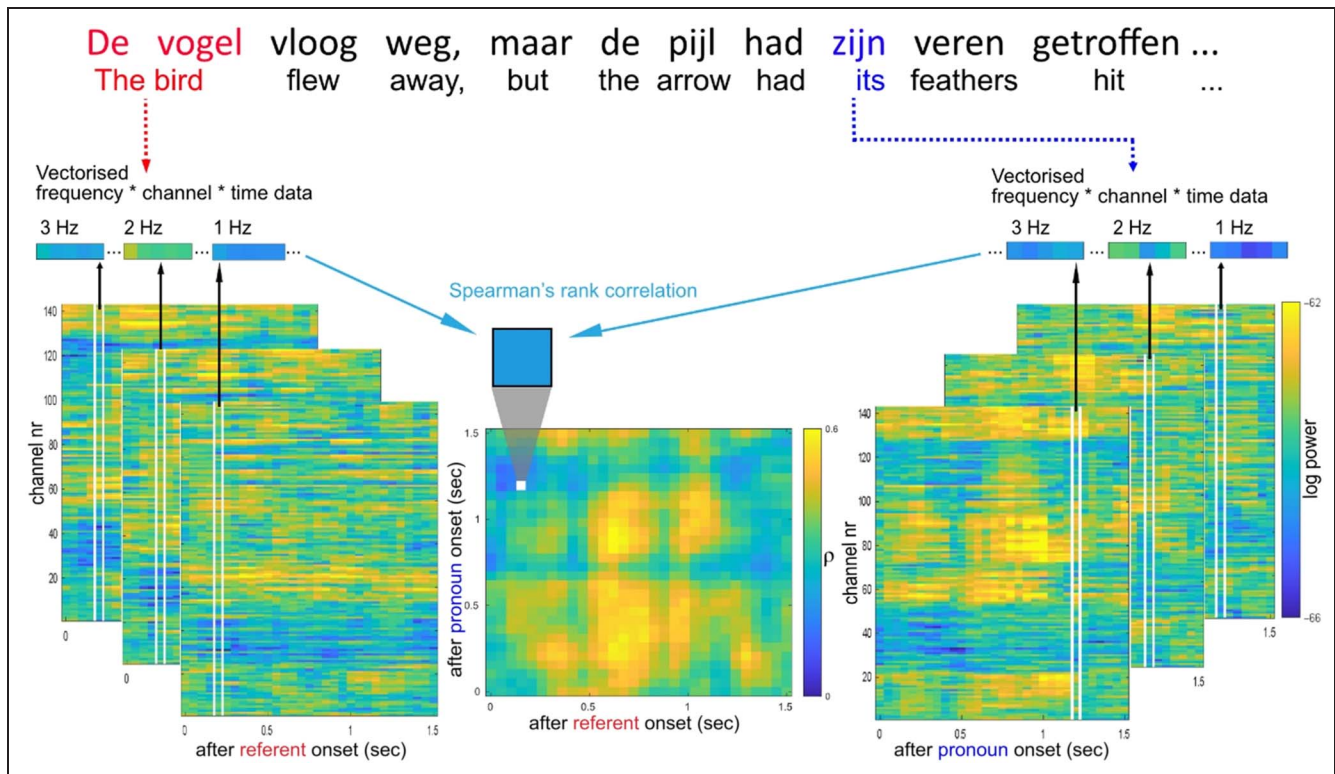 De vogel vloog weg, maar de pijl had zijn veren getroffen ...
The bird flew away, but the arrow had its feathers hit ...
Vectorised
frequency * channel * time data
3 Hz ... 2 Hz ... 1 Hz ...
Vectorised
frequency * channel * time data
... 3 Hz ... 2 Hz ... 1 Hz
Spearman's rank correlation
channel nr
140
120
100
80
60
40
20
0
0
0 0.5 1 1.5
after referent onset (sec)
after pronoun onset (sec)
1.5
1
0.5
0
0 0.5 1 1.5
after referent onset (sec)
0.6
ρ
0
channel nr
140
120
100
80
60
40
20
0 0.5 1 1.5
1.5
1.5
after pronoun onset (sec)
–62
log power
–66